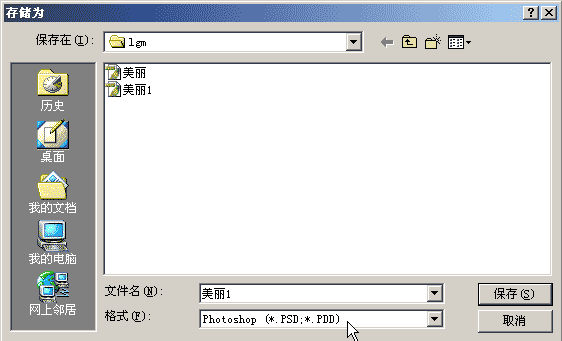 存储为
保存在(I): lgm
美丽
美丽1
历史
桌面
我的文档
我的电脑
网上邻居
文件名(N): 美丽1 保存(S)
格式(F): Photoshop (*.PSD;*.PDD) 取消